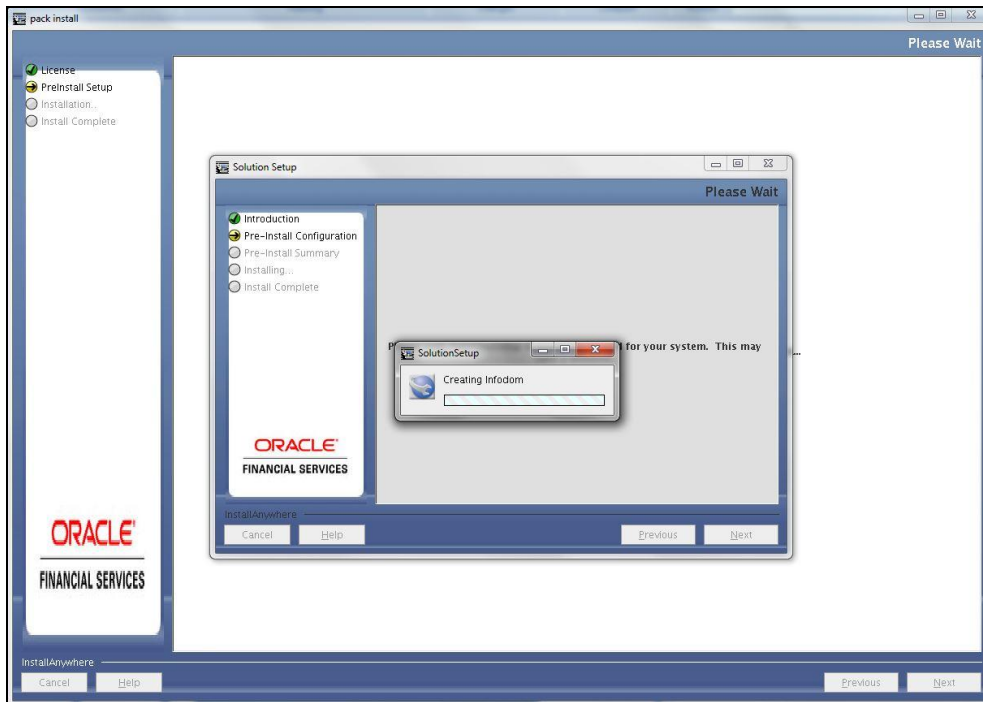 pack install
Please Wait
License
PreInstall Setup
Installation..
Install Complete
Solution Setup
Please Wait
Introduction
Pre-Install Configuration
Pre-Install Summary
Installing...
Install Complete
P
for your system. This may
...
SolutionSetup
Creating Infodom
ORACLE
FINANCIAL SERVICES
InstallAnywhere
Cancel
Help
Previous
Next
ORACLE
FINANCIAL SERVICES
InstallAnywhere
Cancel
Help
Previous
Next